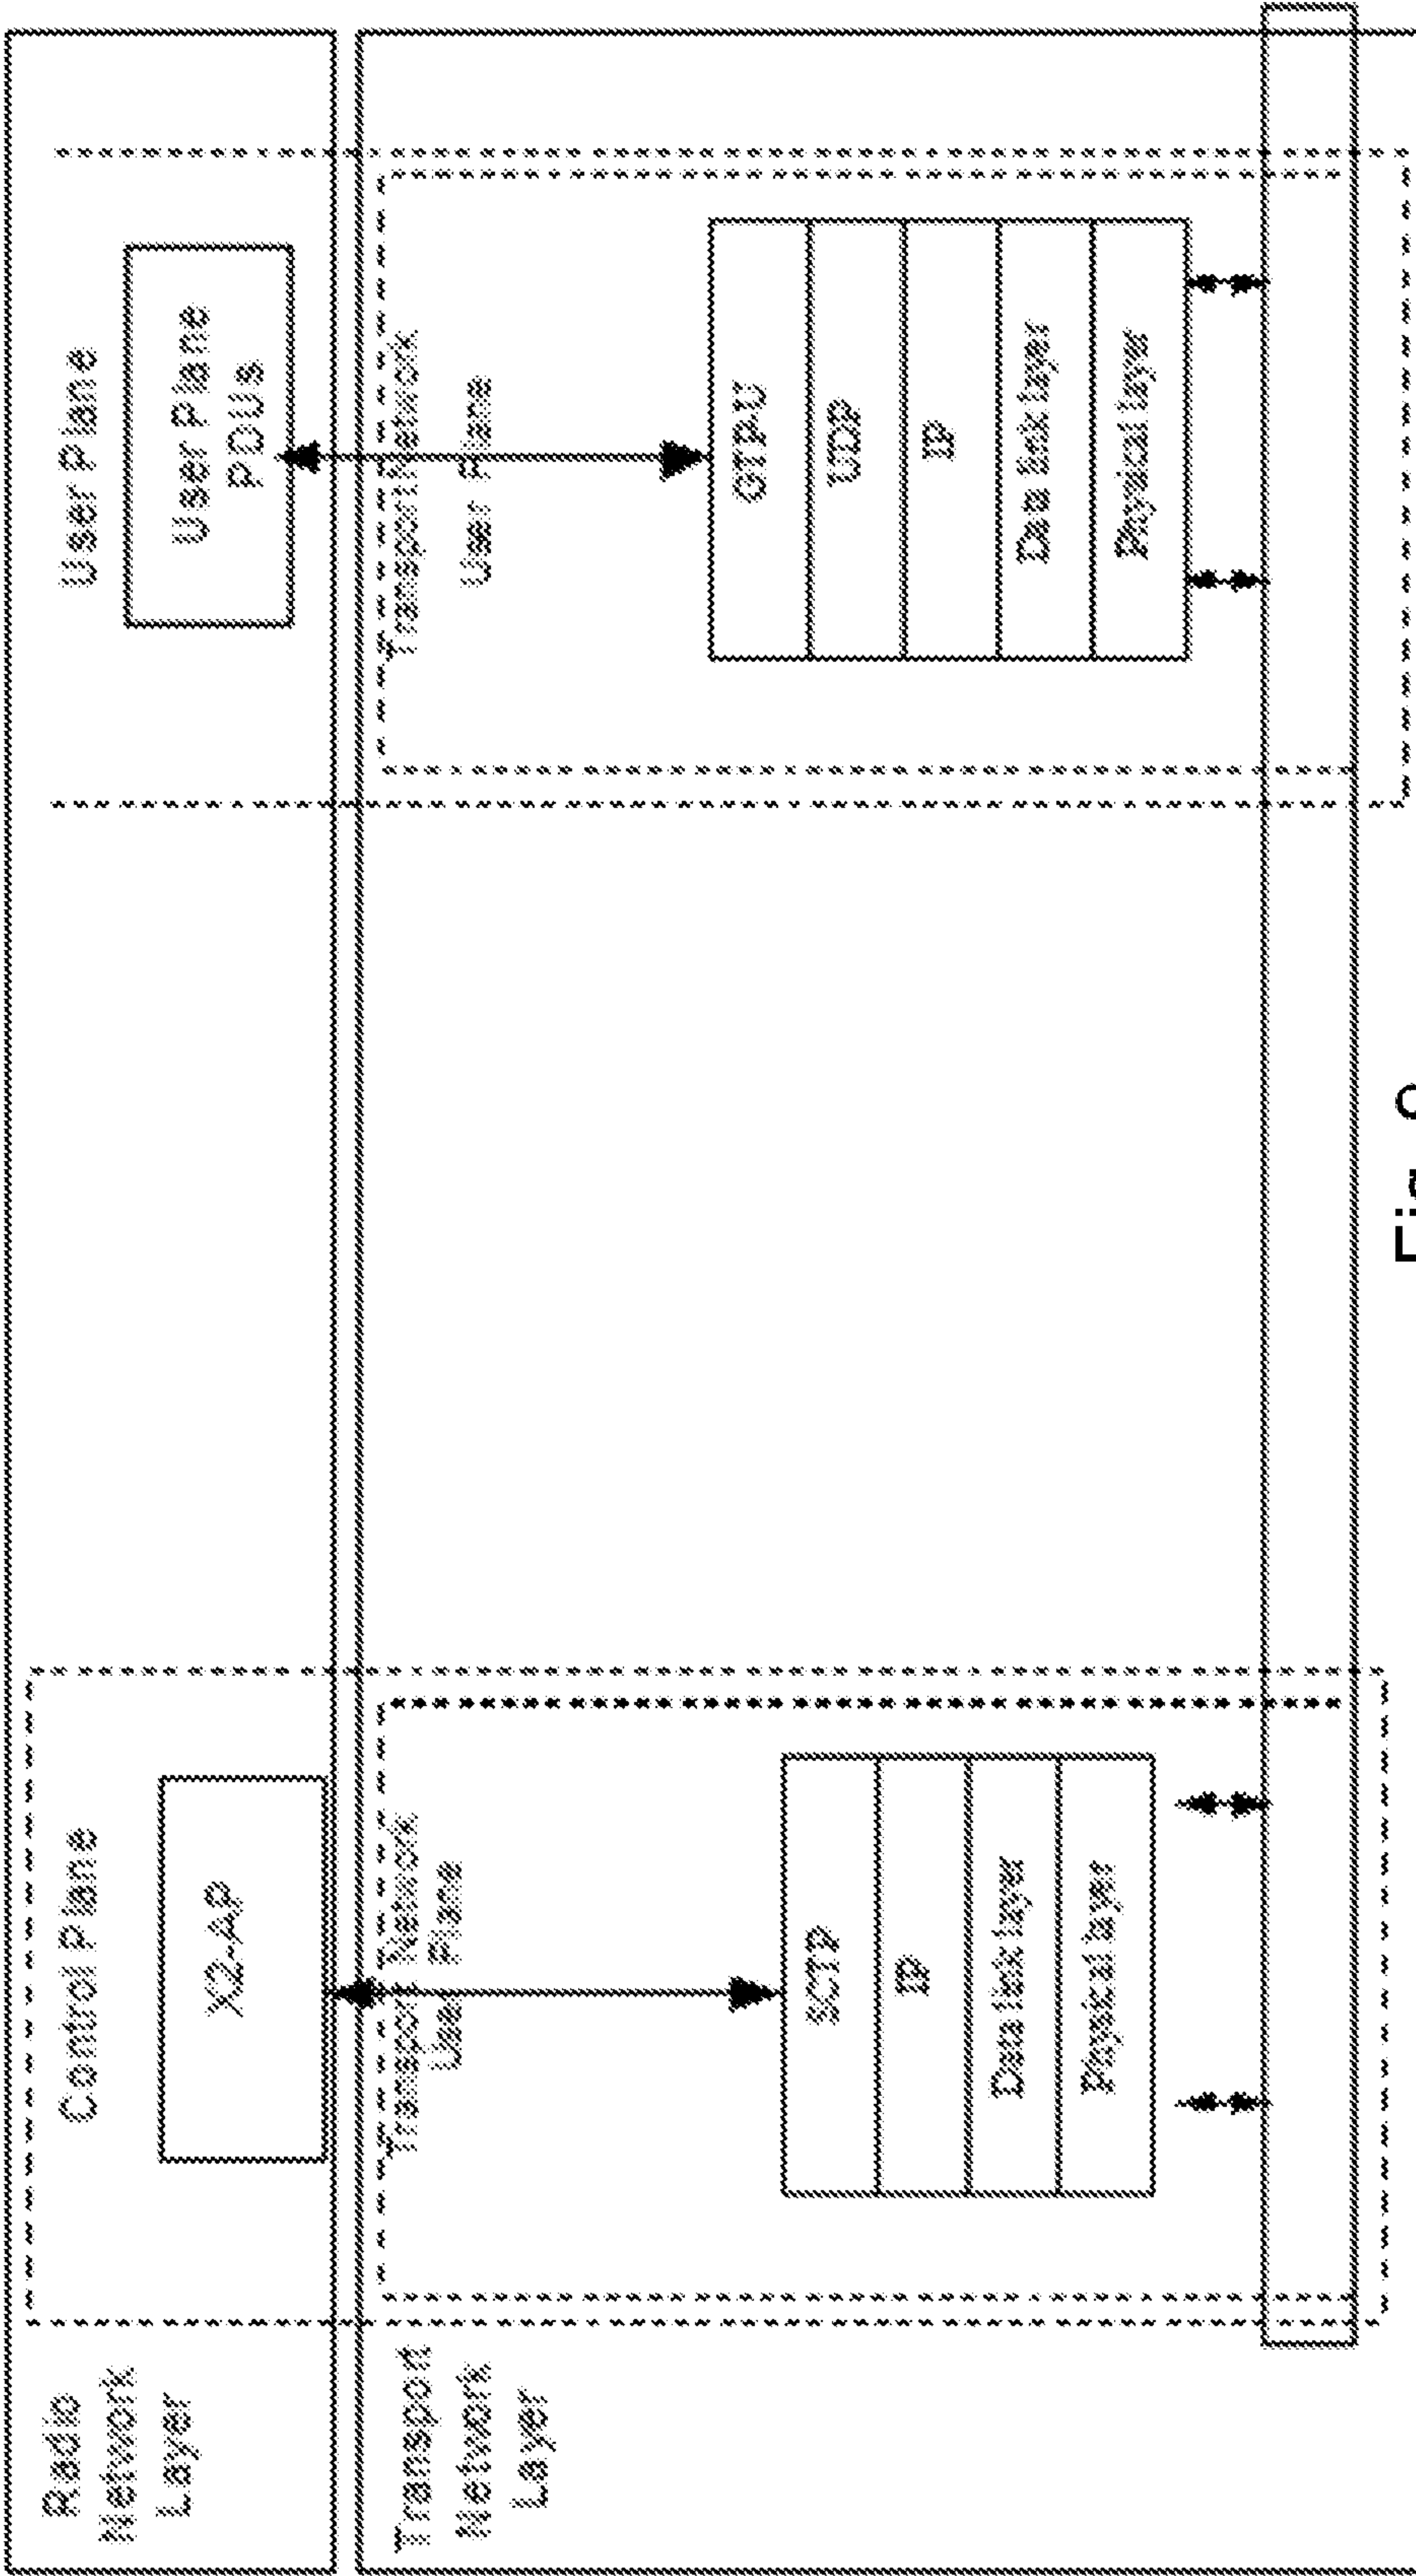 Radio
Network
Layer
Control Plane
X2-AP
User Plane
User Plane
PDUs
Transport
Network
Layer
Transport Network
User Plane
SCTP
IP
Data link layer
Physical layer
Transport Network
User Plane
GTPU
UDP
IP
Data link layer
Physical layer